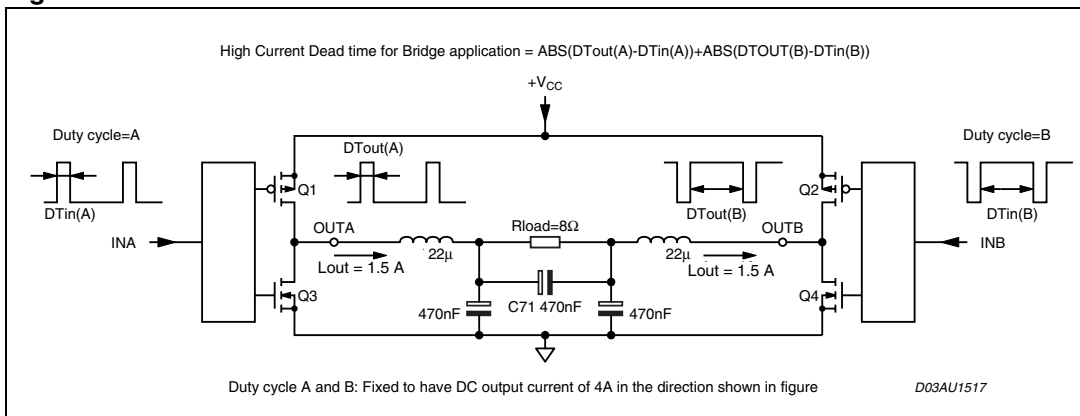 High Current Dead time for Bridge application = ABS(DTout(A)-DTin(A))+ABS(DTOUT(B)-DTin(B))
+VCC
Duty cycle=A
DTout(A)
Duty cycle=B
Q1
Q2
DTin(A)
DTout(B)
DTin(B)
Rload=8Ω
INA
OUTA
OUTB
INB
22μ
22μ
Lout = 1.5 A
Lout = 1.5 A
Q3
Q4
470nF
C71 470nF
470nF
Duty cycle A and B: Fixed to have DC output current of 4A in the direction shown in figure
D03AU1517